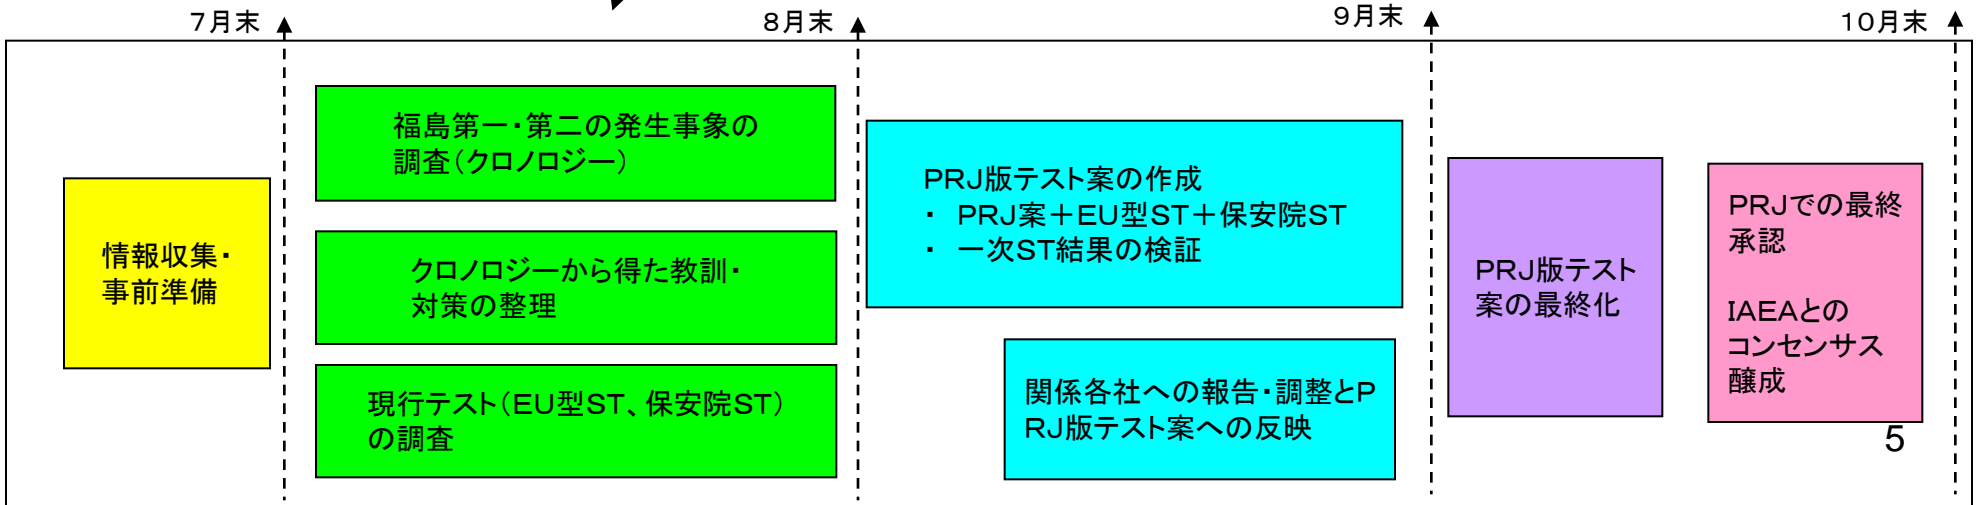 7月末
8月末
9月末
10月末
情報収集・
事前準備
福島第一・第二の発生事象の
調査(クロノロジー)
クロノロジーから得た教訓・
対策の整理
現行テスト(EU型ST、保安院ST)
の調査
PRJ版テスト案の作成
・ PRJ案+EU型ST+保安院ST
・ 一次ST結果の検証
関係各社への報告・調整とP
RJ版テスト案への反映
PRJ版テスト
案の最終化
PRJでの最終
承認
IAEAとの
コンセンサス
醸成
5